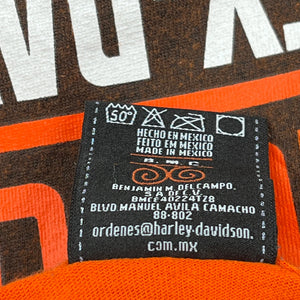 50°
HECHO EN MEXICO
FEITO EM MEXICO
MADE IN MEXICO
B.M.C
BENJAMIN M. DEL CAMPO,
S.A DE C.V.
BMCE40224TZ8
BLVD. MANUEL AVILA CAMACHO
88-802
ordenes@harley-davidson.
com.mx